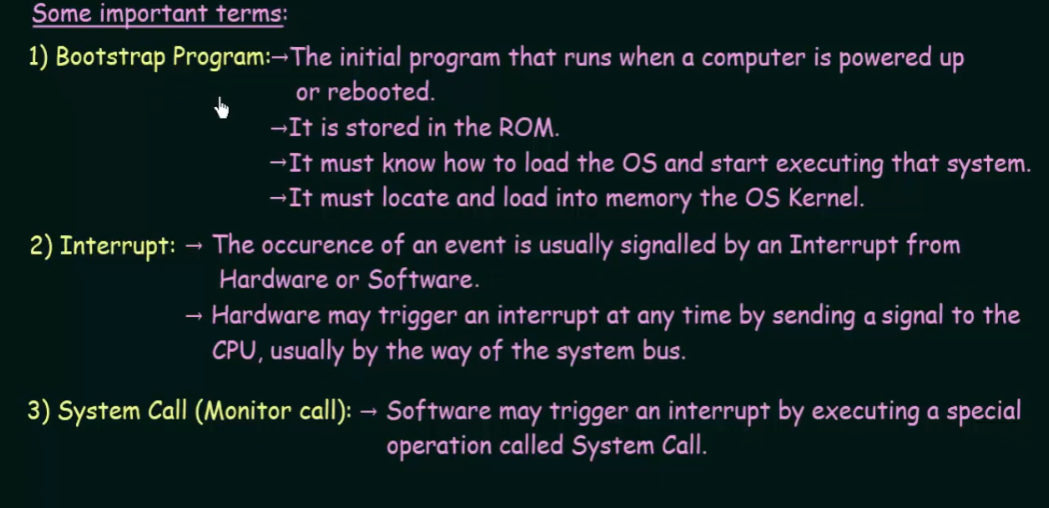 Some important terms:
1) Bootstrap Program:→The initial program that runs when a computer is powered up
or rebooted.
→It is stored in the ROM.
→It must know how to load the OS and start executing that system.
→It must locate and load into memory the OS Kernel.
2) Interrupt: → The occurence of an event is usually signalled by an Interrupt from
Hardware or Software.
→ Hardware may trigger an interrupt at any time by sending a signal to the
CPU, usually by the way of the system bus.
3) System Call (Monitor call): → Software may trigger an interrupt by executing a special
operation called System Call.